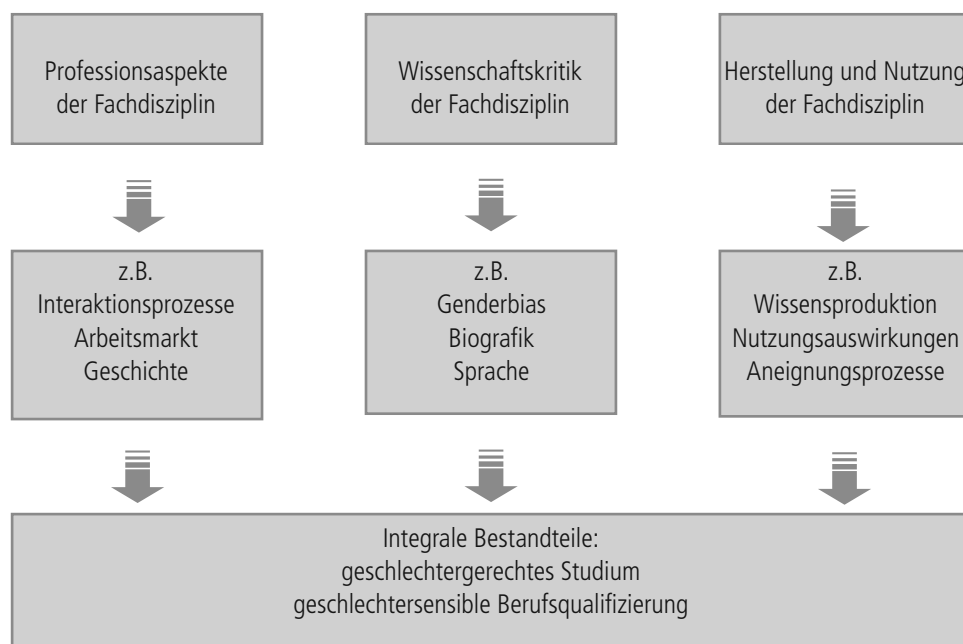 Professionsaspekte
der Fachdisziplin
Wissenschaftskritik
der Fachdisziplin
Herstellung und Nutzung
der Fachdisziplin
z.B.
Interaktionsprozesse
Arbeitsmarkt
Geschichte
z.B.
Genderbias
Biografik
Sprache
z.B.
Wissensproduktion
Nutzungsauswirkungen
Aneignungsprozesse
Integrale Bestandteile:
geschlechtergerechtes Studium
geschlechtersensible Berufsqualifizierung